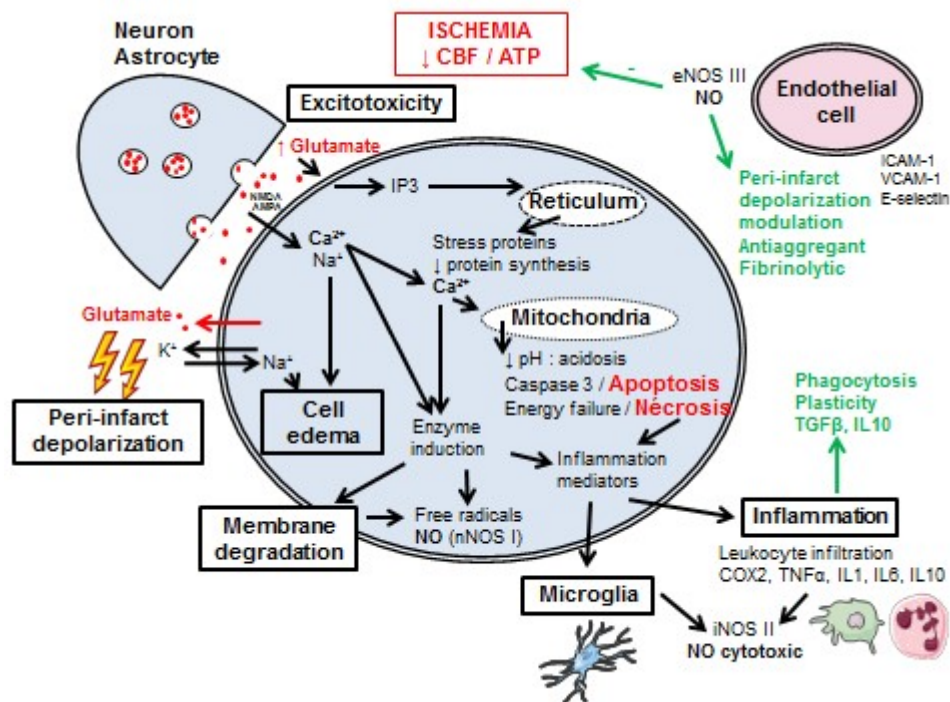 Neuron
Astrocyte
ISCHEMIA
↓ CBF / ATP
-
eNOS III
NO
Endothelial
cell
ICAM-1
VCAM-1
E-selectin
Excitotoxicity
↑ Glutamate
NMDA
AMPA
IP3
Reticulum
Peri-infarct
depolarization
modulation
Antiaggregant
Fibrinolytic
Ca²⁺
Na⁺
Stress proteins
↓ protein synthesis
Ca²⁺
Mitochondria
Glutamate
K⁺
Na⁺
↓ pH : acidosis
Caspase 3 / Apoptosis
Energy failure / Nécrosis
Peri-infarct
depolarization
Cell
edema
Enzyme
induction
Inflammation
mediators
Phagocytosis
Plasticity
TGFβ, IL10
Membrane
degradation
Free radicals
NO (nNOS I)
Inflammation
Leukocyte infiltration
COX2, TNFα, IL1, IL6, IL10
Microglia
iNOS II
NO cytotoxic